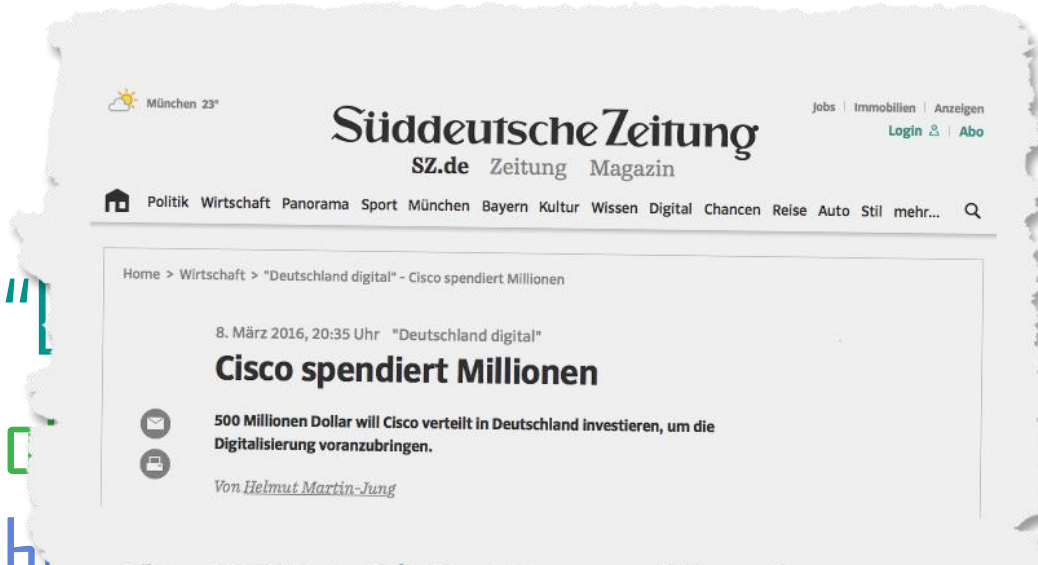 München 23°
Jobs | Immobilien | Anzeigen
Süddeutsche Zeitung
Login | Abo
SZ.de Zeitung Magazin
Politik Wirtschaft Panorama Sport München Bayern Kultur Wissen Digital Chancen Reise Auto Stil mehr...
Home > Wirtschaft > "Deutschland digital" - Cisco spendiert Millionen
8. März 2016, 20:35 Uhr "Deutschland digital"
Cisco spendiert Millionen
500 Millionen Dollar will Cisco verteilt in Deutschland investieren, um die
Digitalisierung voranzubringen.
Von Helmut Martin-Jung